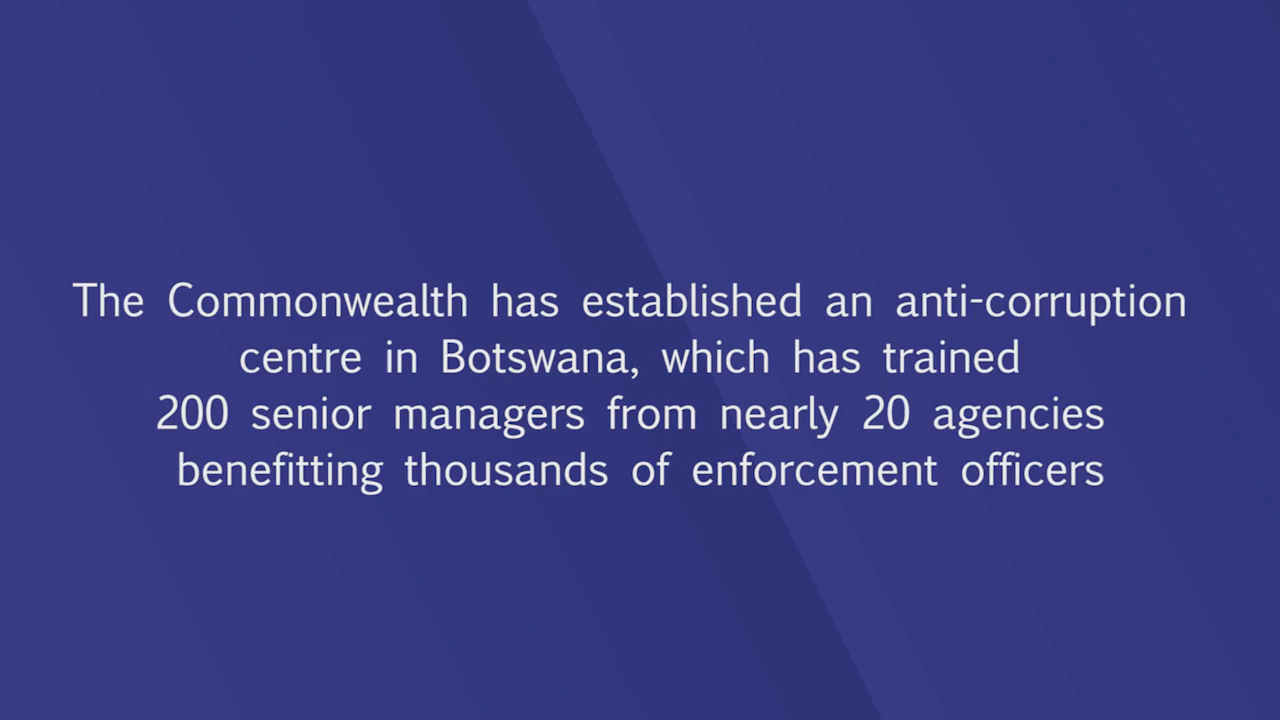 The Commonwealth has established an anti-corruption
centre in Botswana, which has trained
200 senior managers from nearly 20 agencies
benefitting thousands of enforcement officers